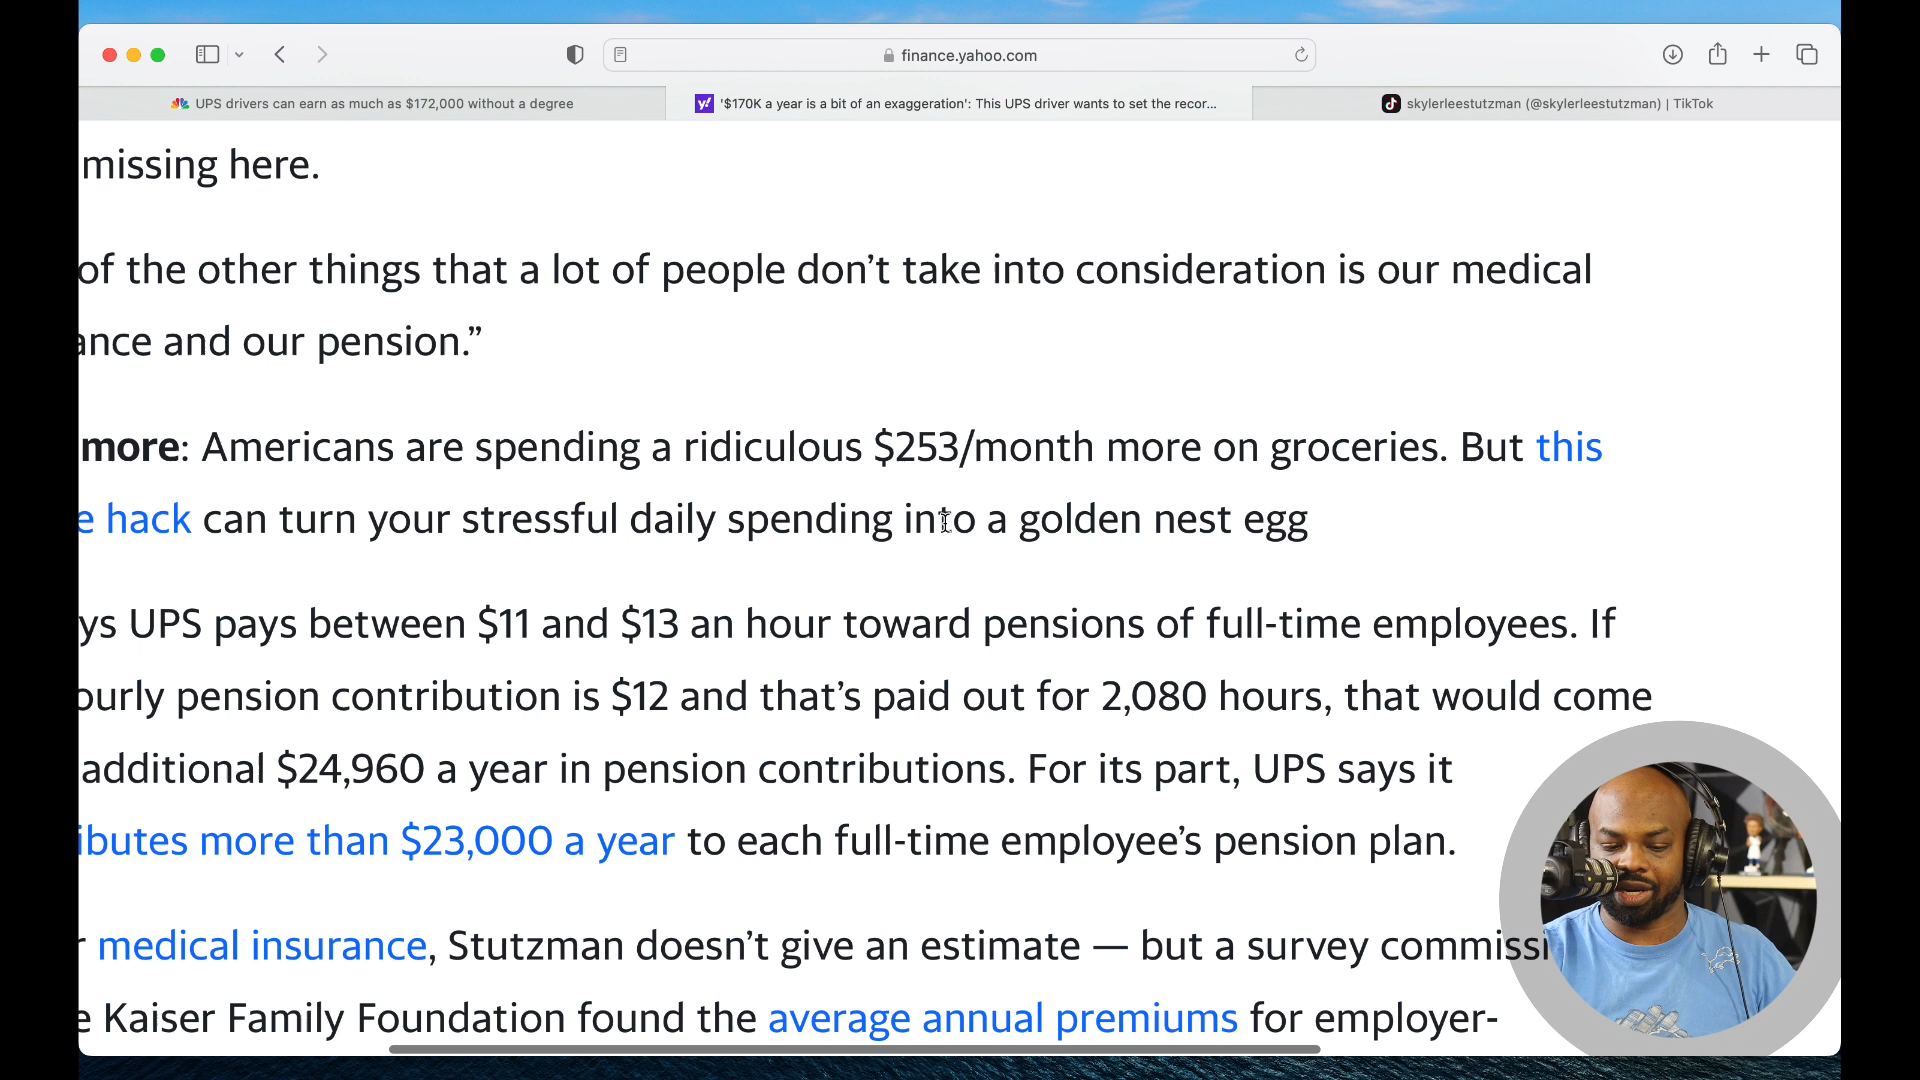 finance.yahoo.com
UPS drivers can earn as much as $172,000 without a degree
'$170K a year is a bit of an exaggeration': This UPS driver wants to set the recor...
skylerleestutzman (@skylerleestutzman) | TikTok
missing here.
of the other things that a lot of people don’t take into consideration is our medical
ance and our pension.”
more: Americans are spending a ridiculous $253/month more on groceries. But this
e hack can turn your stressful daily spending into a golden nest egg
ys UPS pays between $11 and $13 an hour toward pensions of full-time employees. If
ourly pension contribution is $12 and that’s paid out for 2,080 hours, that would come
additional $24,960 a year in pension contributions. For its part, UPS says it
ibutes more than $23,000 a year to each full-time employee’s pension plan.
r medical insurance, Stutzman doesn’t give an estimate — but a survey commissi
e Kaiser Family Foundation found the average annual premiums for employer-